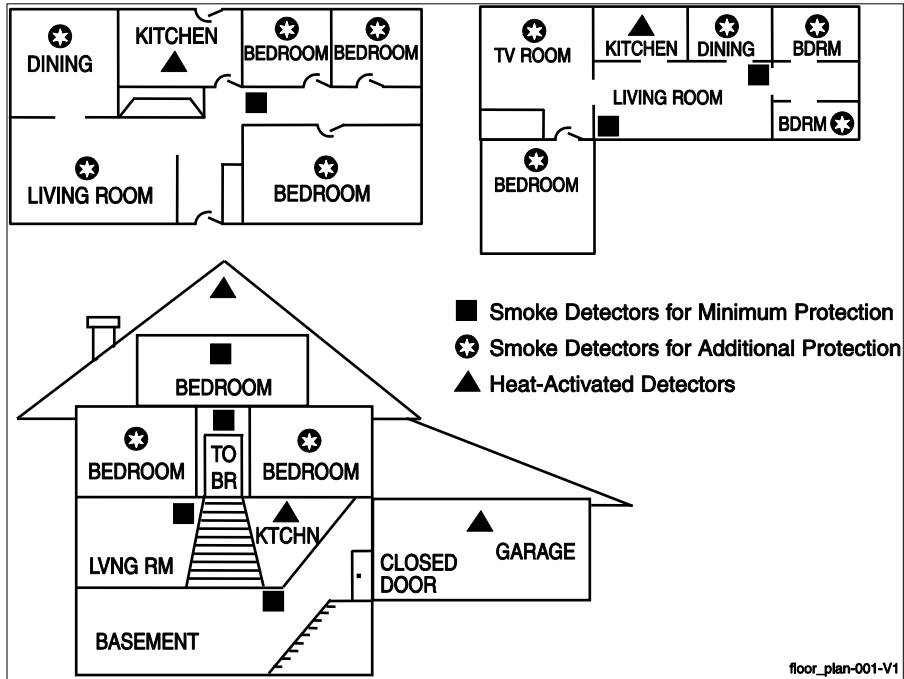 DINING
KITCHEN
BEDROOM
BEDROOM
LIVING ROOM
BEDROOM
TV ROOM
KITCHEN
DINING
BDRM
LIVING ROOM
BDRM
BEDROOM
Smoke Detectors for Minimum Protection
Smoke Detectors for Additional Protection
Heat-Activated Detectors
BEDROOM
BEDROOM
TO
BR
BEDROOM
LVNG RM
KTCHN
CLOSED
DOOR
GARAGE
BASEMENT
floor_plan-001-V1